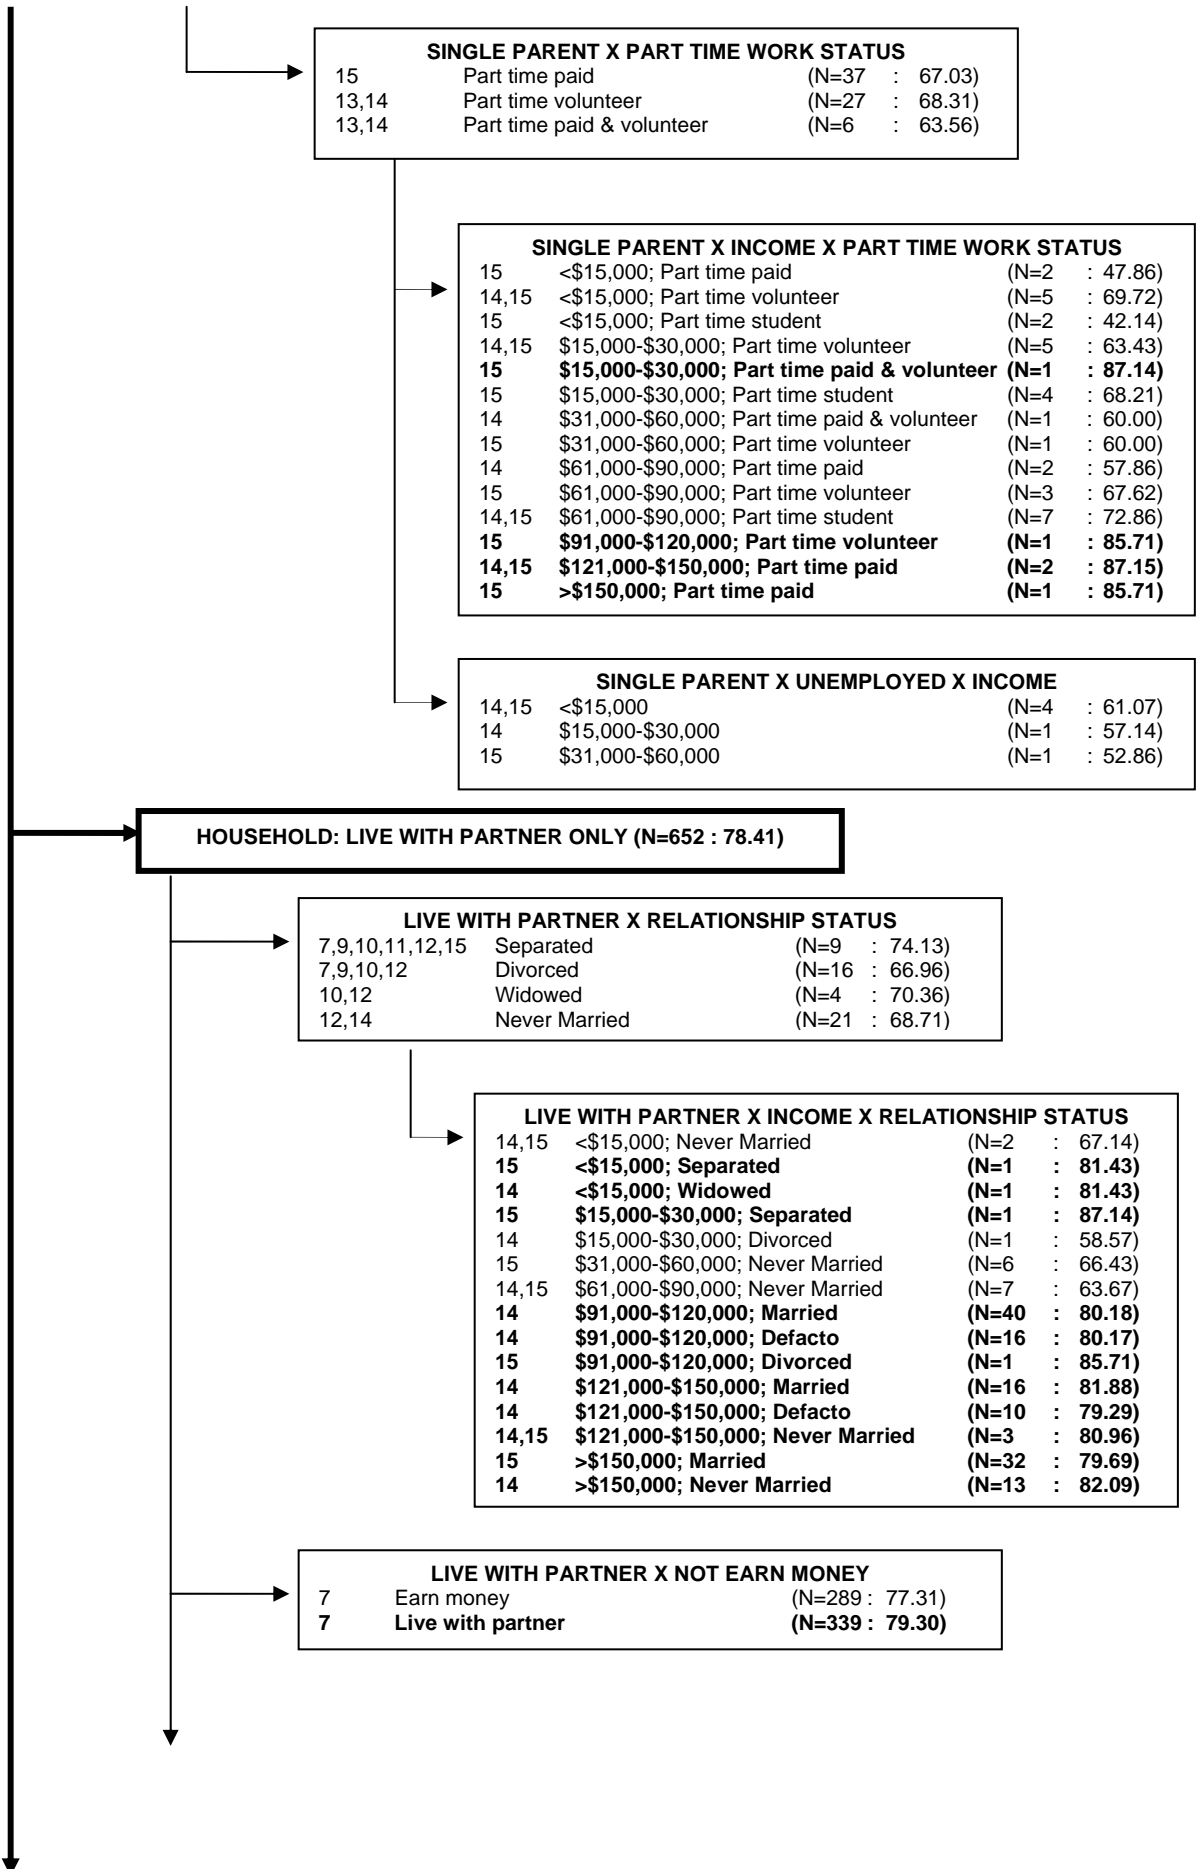 SINGLE PARENT X PART TIME WORK STATUS
15 Part time paid (N=37 : 67.03)
13,14 Part time volunteer (N=27 : 68.31)
13,14 Part time paid & volunteer (N=6 : 63.56)
SINGLE PARENT X INCOME X PART TIME WORK STATUS
15 <$15,000; Part time paid (N=2 : 47.86)
14,15 <$15,000; Part time volunteer (N=5 : 69.72)
15 <$15,000; Part time student (N=2 : 42.14)
14,15 $15,000-$30,000; Part time volunteer (N=5 : 63.43)
15 $15,000-$30,000; Part time paid & volunteer (N=1 : 87.14)
15 $15,000-$30,000; Part time student (N=4 : 68.21)
14 $31,000-$60,000; Part time paid & volunteer (N=1 : 60.00)
15 $31,000-$60,000; Part time volunteer (N=1 : 60.00)
14 $61,000-$90,000; Part time paid (N=2 : 57.86)
15 $61,000-$90,000; Part time volunteer (N=3 : 67.62)
14,15 $61,000-$90,000; Part time student (N=7 : 72.86)
15 $91,000-$120,000; Part time volunteer (N=1 : 85.71)
14,15 $121,000-$150,000; Part time paid (N=2 : 87.15)
15 >$150,000; Part time paid (N=1 : 85.71)
SINGLE PARENT X UNEMPLOYED X INCOME
14,15 <$15,000 (N=4 : 61.07)
14 $15,000-$30,000 (N=1 : 57.14)
15 $31,000-$60,000 (N=1 : 52.86)
HOUSEHOLD: LIVE WITH PARTNER ONLY (N=652 : 78.41)
LIVE WITH PARTNER X RELATIONSHIP STATUS
7,9,10,11,12,15 Separated (N=9 : 74.13)
7,9,10,12 Divorced (N=16 : 66.96)
10,12 Widowed (N=4 : 70.36)
12,14 Never Married (N=21 : 68.71)
LIVE WITH PARTNER X INCOME X RELATIONSHIP STATUS
14,15 <$15,000; Never Married (N=2 : 67.14)
15 <$15,000; Separated (N=1 : 81.43)
14 <$15,000; Widowed (N=1 : 81.43)
15 $15,000-$30,000; Separated (N=1 : 87.14)
14 $15,000-$30,000; Divorced (N=1 : 58.57)
15 $31,000-$60,000; Never Married (N=6 : 66.43)
14,15 $61,000-$90,000; Never Married (N=7 : 63.67)
14 $91,000-$120,000; Married (N=40 : 80.18)
14 $91,000-$120,000; Defacto (N=16 : 80.17)
15 $91,000-$120,000; Divorced (N=1 : 85.71)
14 $121,000-$150,000; Married (N=16 : 81.88)
14 $121,000-$150,000; Defacto (N=10 : 79.29)
14,15 $121,000-$150,000; Never Married (N=3 : 80.96)
15 >$150,000; Married (N=32 : 79.69)
14 >$150,000; Never Married (N=13 : 82.09)
LIVE WITH PARTNER X NOT EARN MONEY
7 Earn money (N=289 : 77.31)
7 Live with partner (N=339 : 79.30)